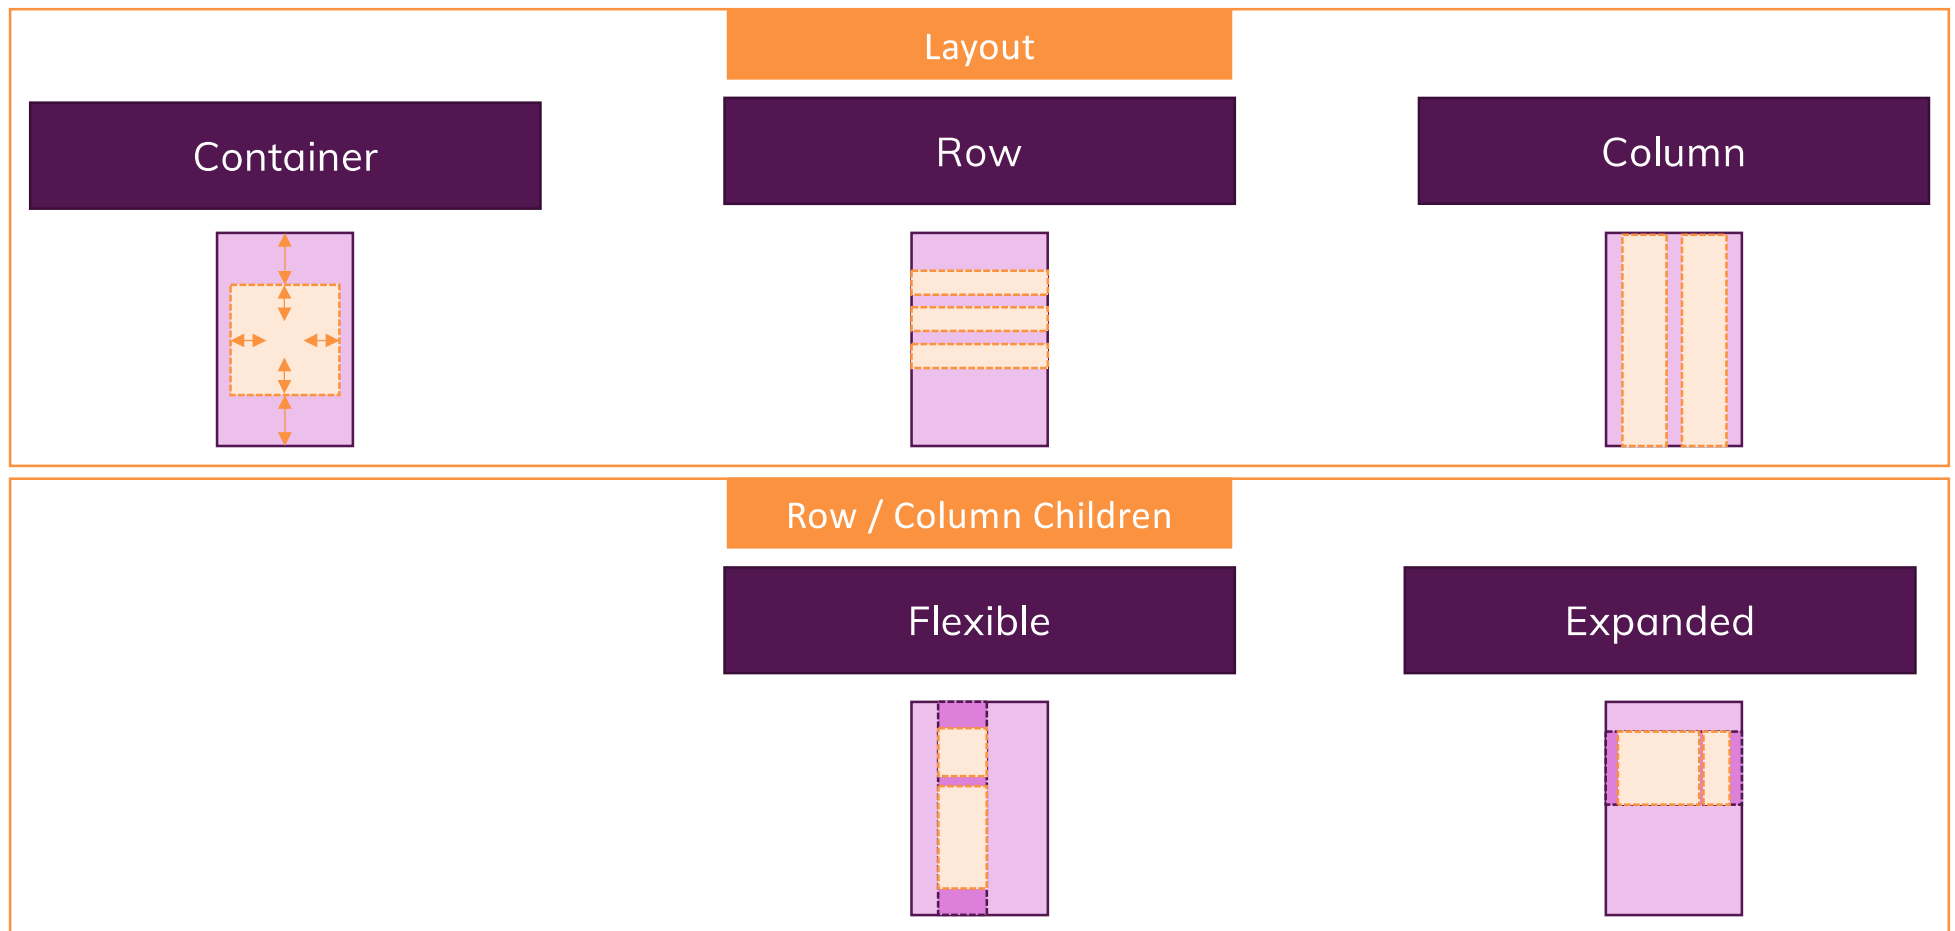 Layout
Container
Row
Column
Row / Column Children
Flexible
Expanded